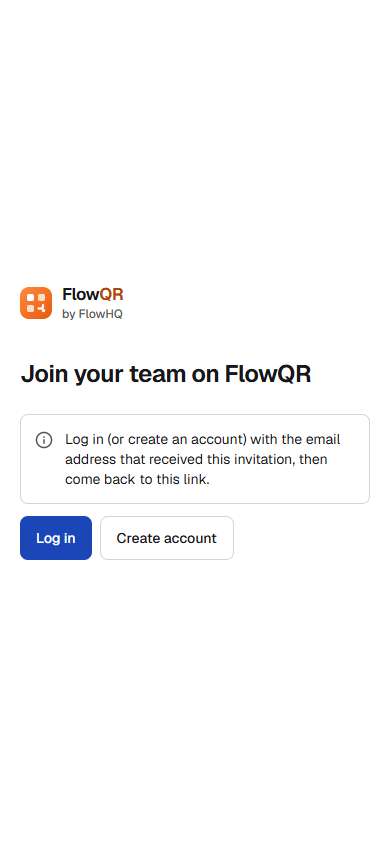 FlowQR
by FlowHQ
Join your team on FlowQR
Log in (or create an account) with the email
address that received this invitation, then
come back to this link.
Log in
Create account